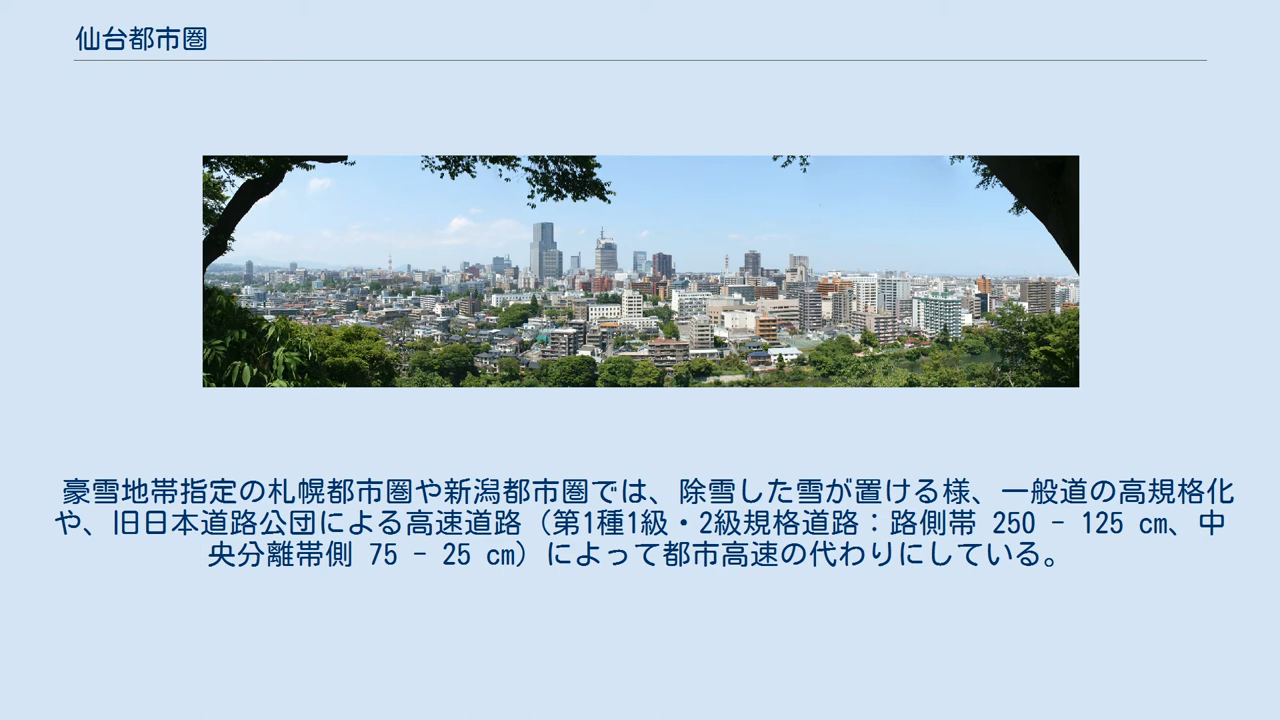 仙台都市圏
豪雪地帯指定の札幌都市圏や新潟都市圏では、除雪した雪が置ける様、一般道の高規格化
や、旧日本道路公団による高速道路（第1種1級・2級規格道路：路側帯 250 - 125 cm、中
央分離帯側 75 - 25 cm）によって都市高速の代わりにしている。